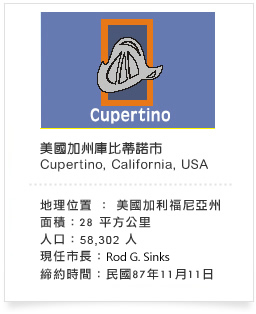 Cupertino
美國加州庫比蒂諾市
Cupertino, California, USA
地理位置 : 美國加利福尼亞州
面積:28 平方公里
人口:58,302 人
現任市長:Rod G. Sinks
締約時間:民國87年11月11日